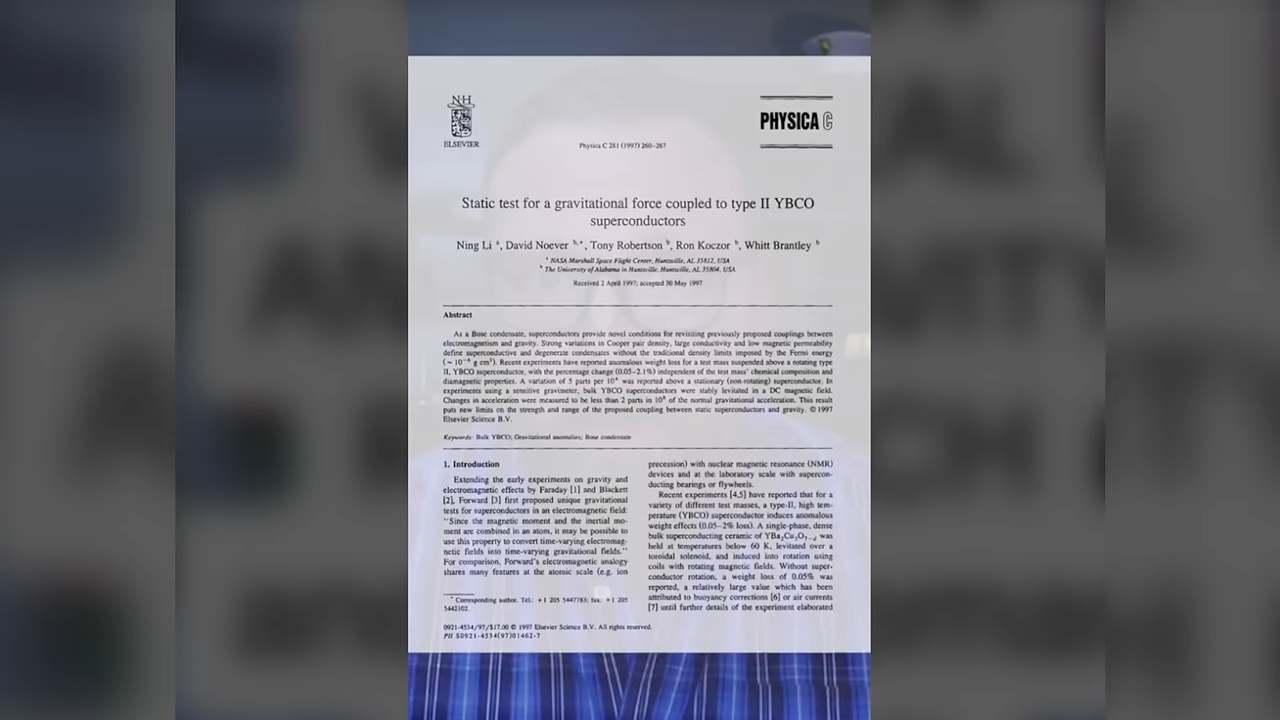 NH
ELSEVIER
PHYSICA C
Physica C 281 (1997) 260-267
Static test for a gravitational force coupled to type II YBCO
superconductors
Ning Li ª, David Noever b,*, Tony Robertson b, Ron Koczor b, Whitt Brantley b
ª NASA Marshall Space Flight Center, Huntsville, AL 35812, USA
b The University of Alabama in Huntsville, Huntsville, AL 35804, USA
Received 2 April 1997; accepted 30 May 1997
Abstract
As a Bose condensate, superconductors provide novel conditions for revisiting previously proposed couplings between
electromagnetism and gravity. Strong variations in Cooper pair density, large conductivity and low magnetic permeability
define superconductive and degenerate condensates without the traditional density limits imposed by the Fermi energy
(~ 10⁻⁶ g cm³). Recent experiments have reported anomalous weight loss for a test mass suspended above a rotating type
II, YBCO superconductor, with the percentage change (0.05-2.1%) independent of the test mass' chemical composition and
diamagnetic properties. A variation of 5 parts per 10⁴ was reported above a stationary (non-rotating) superconductor. In
experiments using a sensitive gravimeter, bulk YBCO superconductors were stably levitated in a DC magnetic field.
Changes in acceleration were measured to be less than 2 parts in 10⁸ of the normal gravitational acceleration. This result
puts new limits on the strength and range of the proposed coupling between static superconductors and gravity. © 1997
Elsevier Science B.V.
Keywords: Bulk YBCO; Gravitational anomalies; Bose condensate
1. Introduction
Extending the early experiments on gravity and
electromagnetic effects by Faraday [1] and Blackett
[2], Forward [3] first proposed unique gravitational
tests for superconductors in an electromagnetic field:
"Since the magnetic moment and the inertial mo-
ment are combined in an atom, it may be possible to
use this property to convert time-varying electromag-
netic fields into time-varying gravitational fields."
For comparison, Forward's electromagnetic analogy
shares many features at the atomic scale (e.g. ion
* Corresponding author. Tel.: +1 205 5447783; fax: +1 205
5442102.
precession) with nuclear magnetic resonance (NMR)
devices and at the laboratory scale with supercon-
ducting bearings or flywheels.
Recent experiments [4,5] have reported that for a
variety of different test masses, a type-II, high tem-
perature (YBCO) superconductor induces anomalous
weight effects (0.05-2% loss). A single-phase, dense
bulk superconducting ceramic of YBa₂Cu₃O₇₋d was
held at temperatures below 60 K, levitated over a
toroidal solenoid, and induced into rotation using
coils with rotating magnetic fields. Without super-
conductor rotation, a weight loss of 0.05% was
reported, a relatively large value which has been
attributed to buoyancy corrections [6] or air currents
[7] until further details of the experiment elaborated
0921-4534/97/$17.00 © 1997 Elsevier Science B.V. All rights reserved.
PII S0921-4534(97)01462-7